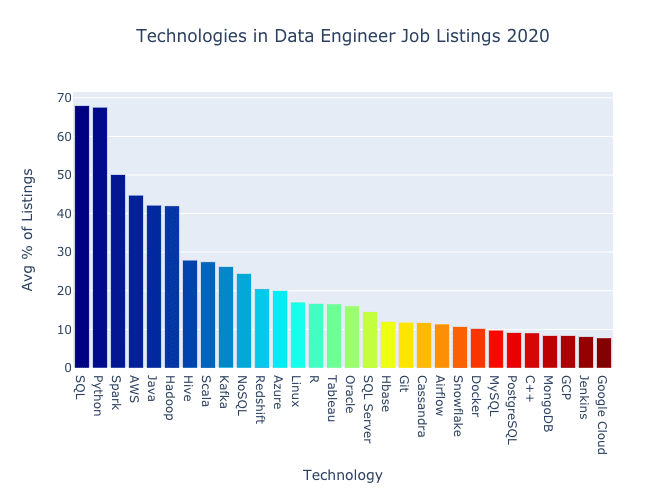 Technologies in Data Engineer Job Listings 2020
Avg % of Listings
70
60
50
40
30
20
10
0
SQL
Python
Spark
AWS
Java
Hadoop
Hive
Scala
Kafka
NoSQL
Redshift
Azure
Linux
R
Tableau
Oracle
SQL Server
Hbase
Git
Cassandra
Airflow
Snowflake
Docker
MySQL
PostgreSQL
C++
MongoDB
GCP
Jenkins
Google Cloud
Technology